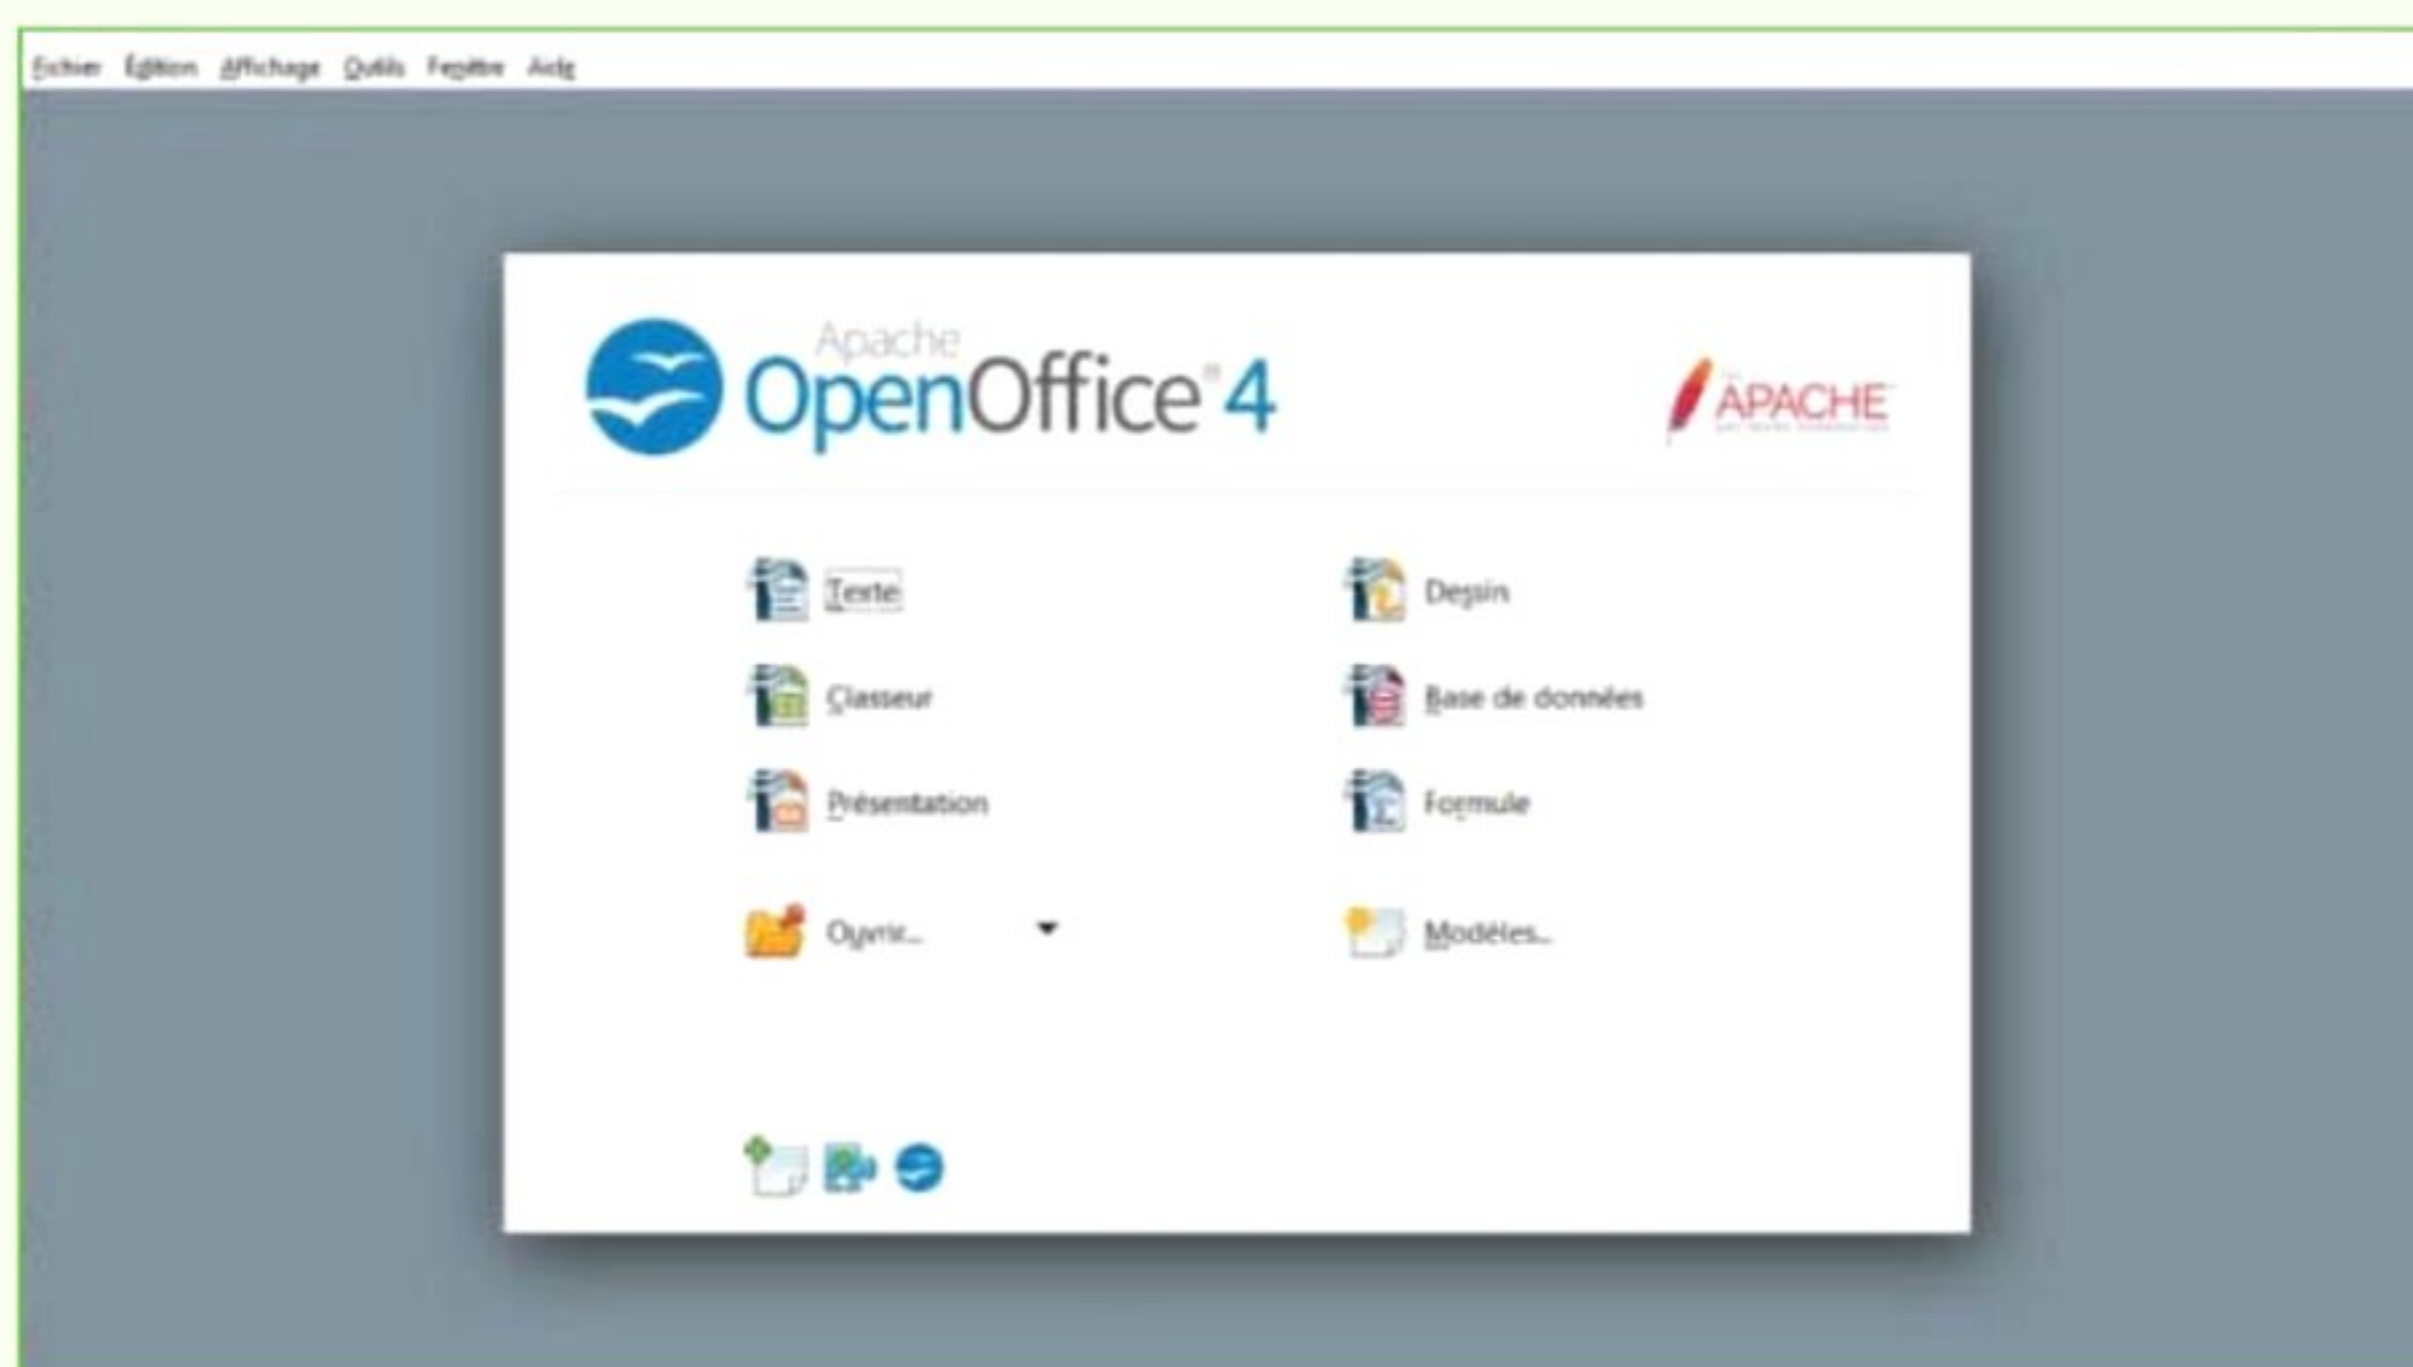 Fichier Édition Affichage Outils Fenêtre Aide
Apache
OpenOffice® 4
APACHE™
Texte
Dessin
Classeur
Base de données
Présentation
Formule
Ouvrir...
Modèles...